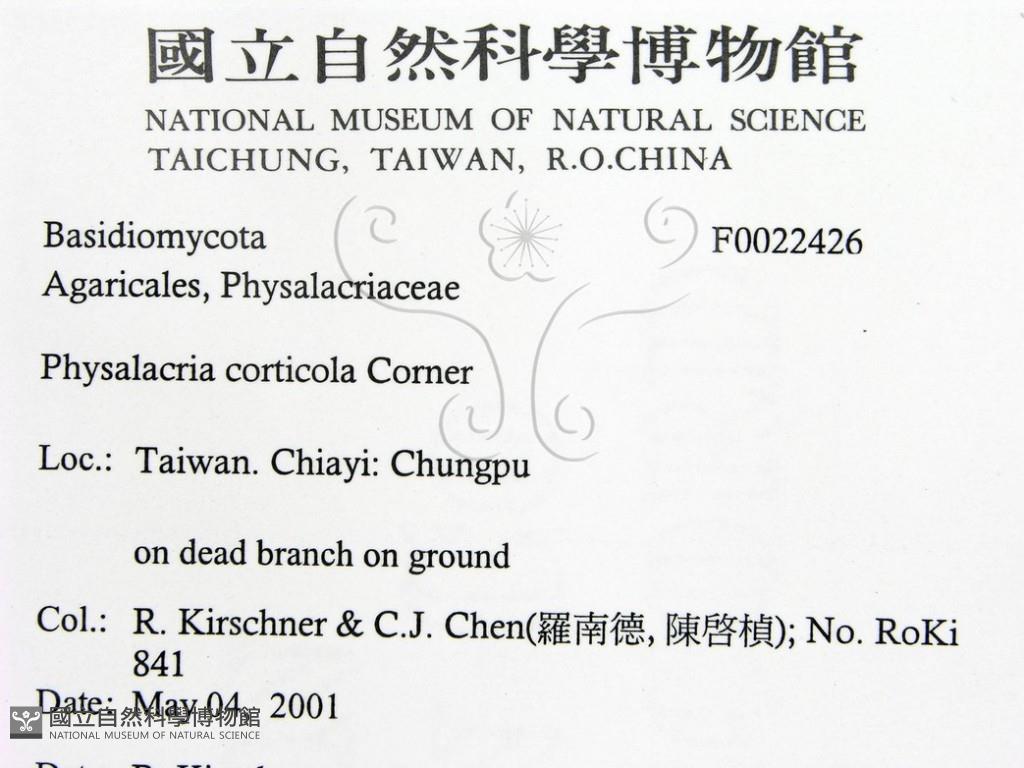 國立自然科學博物館
NATIONAL MUSEUM OF NATURAL SCIENCE
TAICHUNG, TAIWAN, R.O.CHINA
Basidiomycota F0022426
Agaricales, Physalacriaceae
Physalacria corticola Corner
Loc.: Taiwan. Chiayi: Chungpu
on dead branch on ground
Col.: R. Kirschner & C.J. Chen(羅南德, 陳啓楨); No. RoKi
841
Date: May 04, 2001
國立自然科學博物館
NATIONAL MUSEUM OF NATURAL SCIENCE